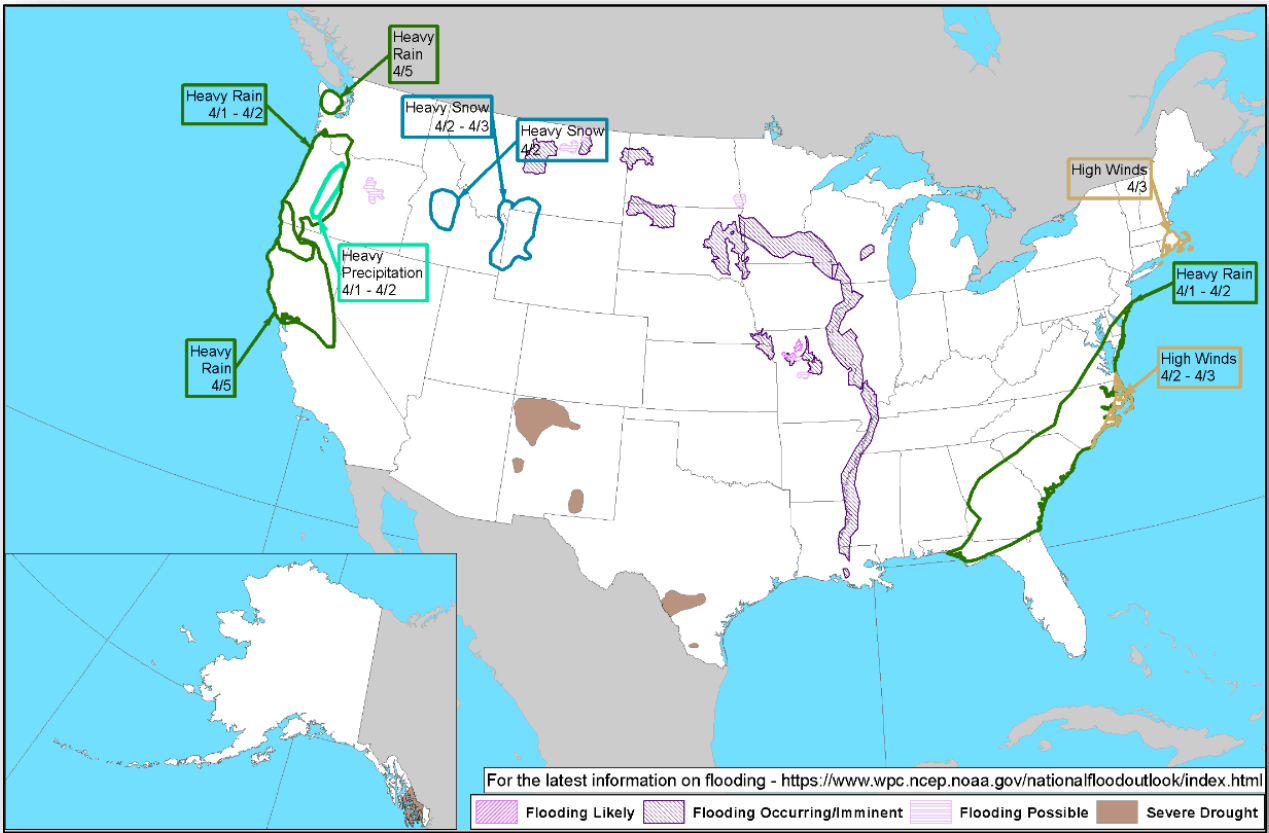 Heavy
Rain
4/5
Heavy Rain
4/1 - 4/2
Heavy Snow
4/2 - 4/3
Heavy Snow
4/2
High Winds
4/3
Heavy
Precipitation
4/1 - 4/2
Heavy Rain
4/1 - 4/2
Heavy
Rain
4/5
High Winds
4/2 - 4/3
For the latest information on flooding - https://www.wpc.ncep.noaa.gov/nationalfloodoutlook/index.html
Flooding Likely Flooding Occurring/Imminent Flooding Possible Severe Drought